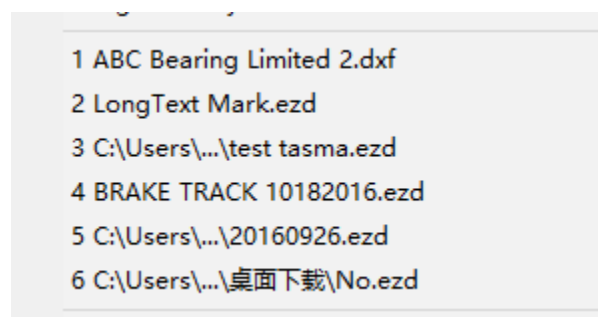 1 ABC Bearing Limited 2.dxf
2 LongText Mark.ezd
3 C:\Users\...\test tasma.ezd
4 BRAKE TRACK 10182016.ezd
5 C:\Users\...\20160926.ezd
6 C:\Users\...\桌面下载\No.ezd